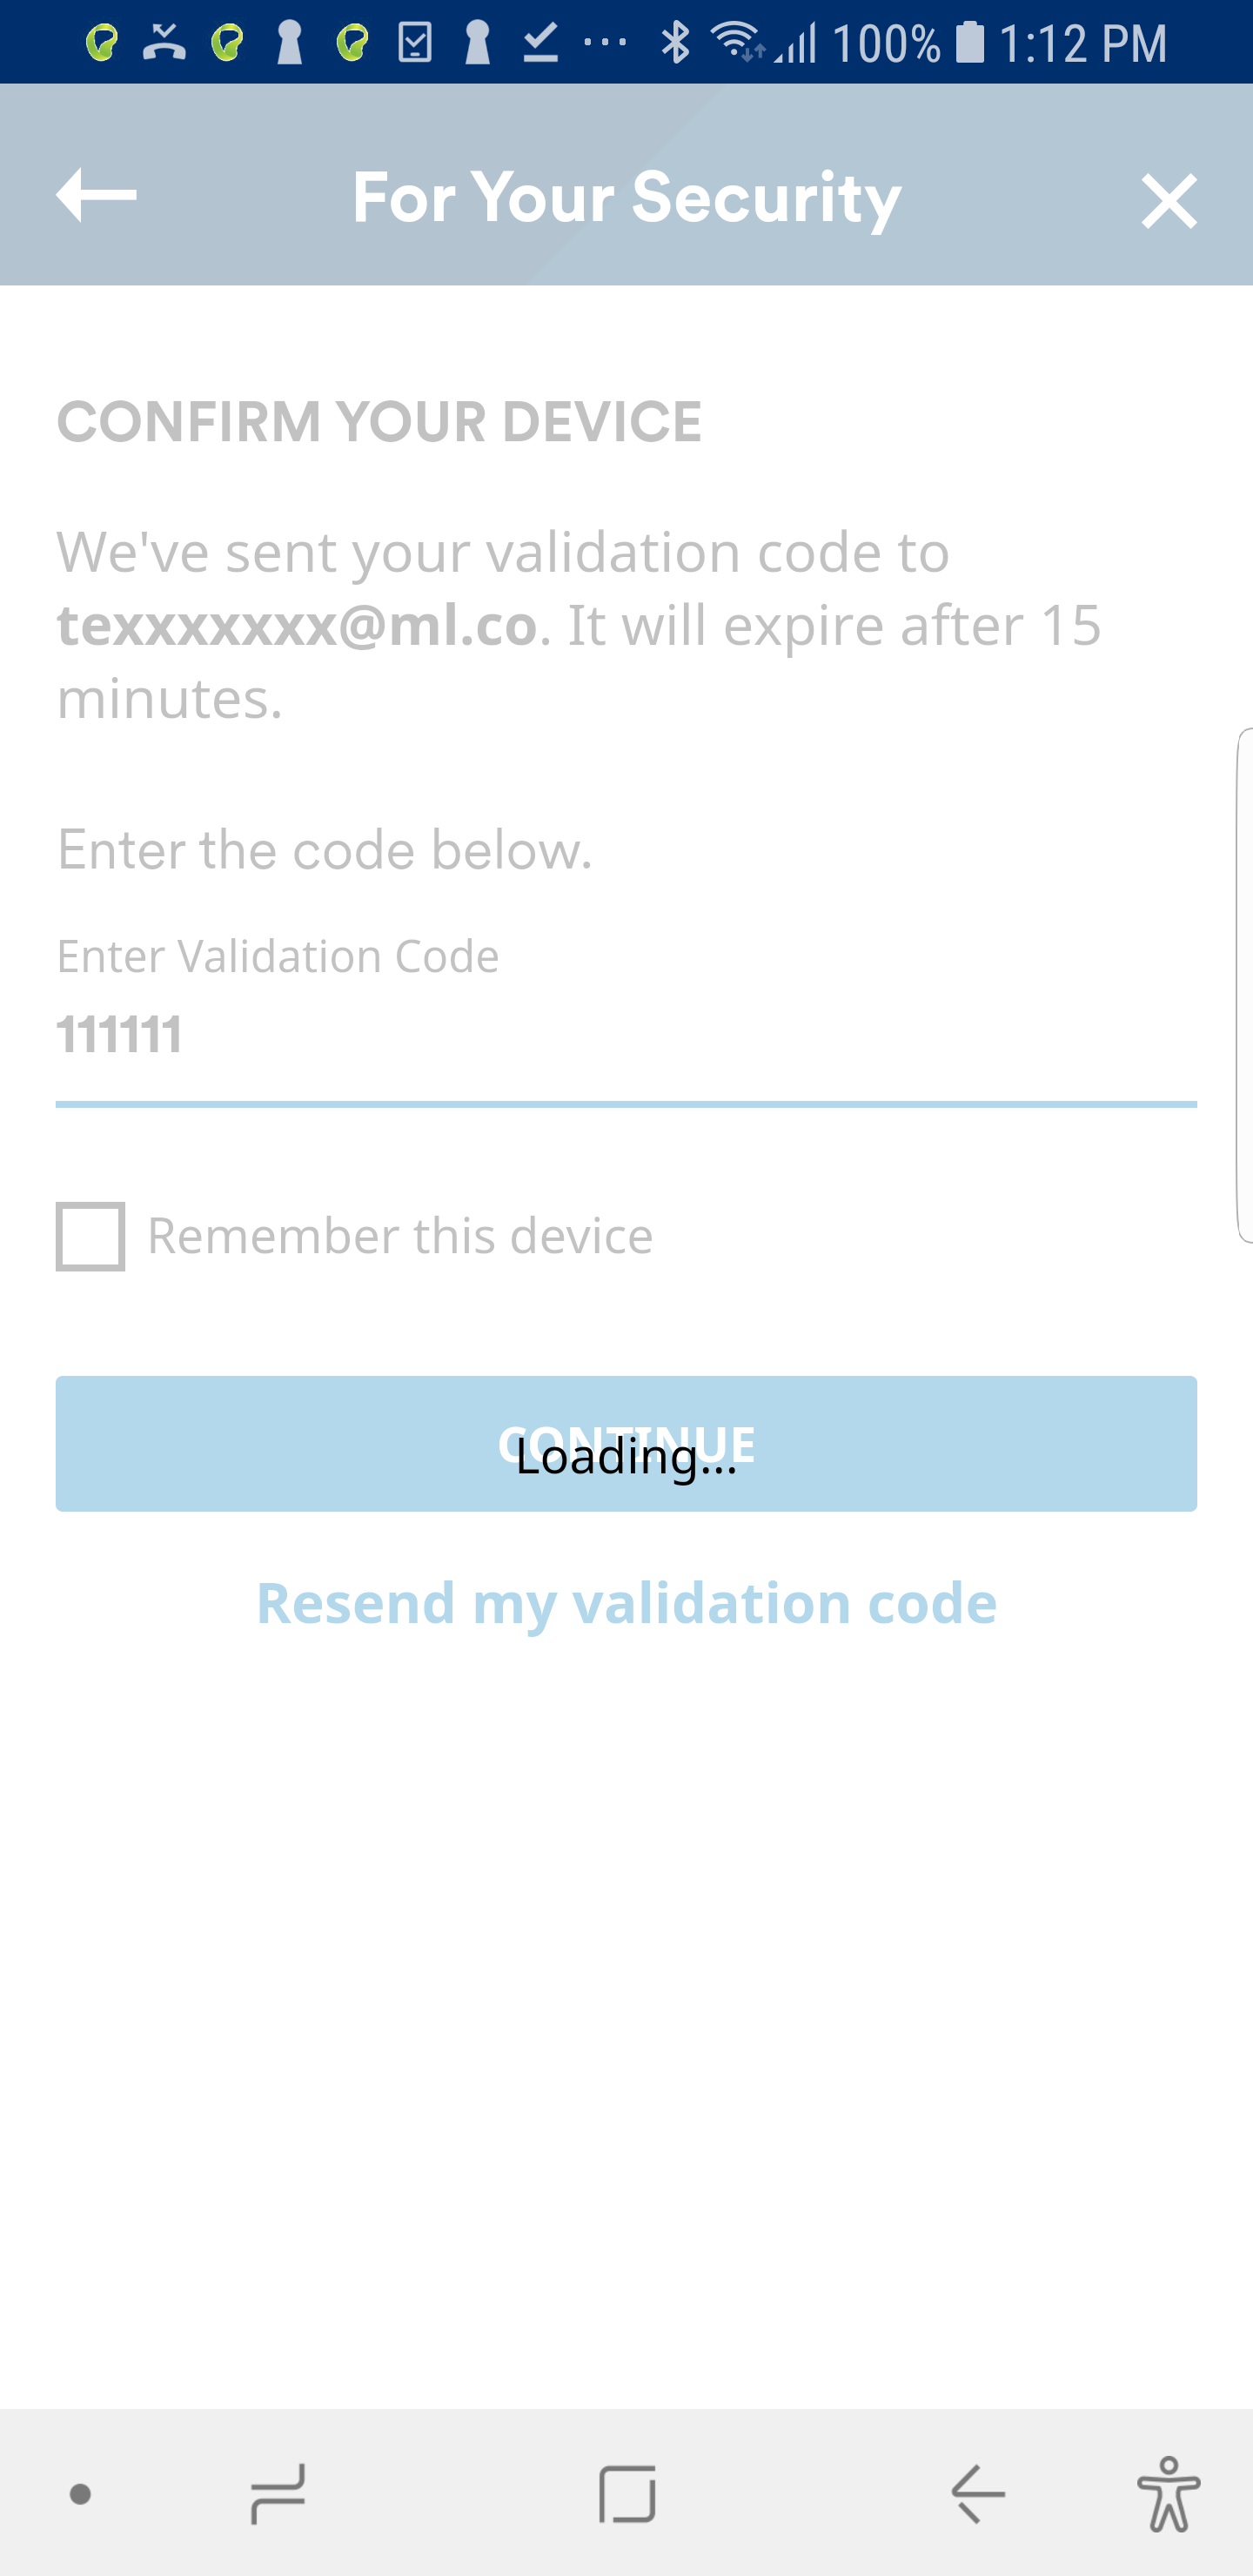 100% 1:12 PM
For Your Security
CONFIRM YOUR DEVICE
We've sent your validation code to
texxxxxxx@ml.co. It will expire after 15
minutes.
Enter the code below.
Enter Validation Code
111111
Remember this device
CONTINUE
Loading...
Resend my validation code